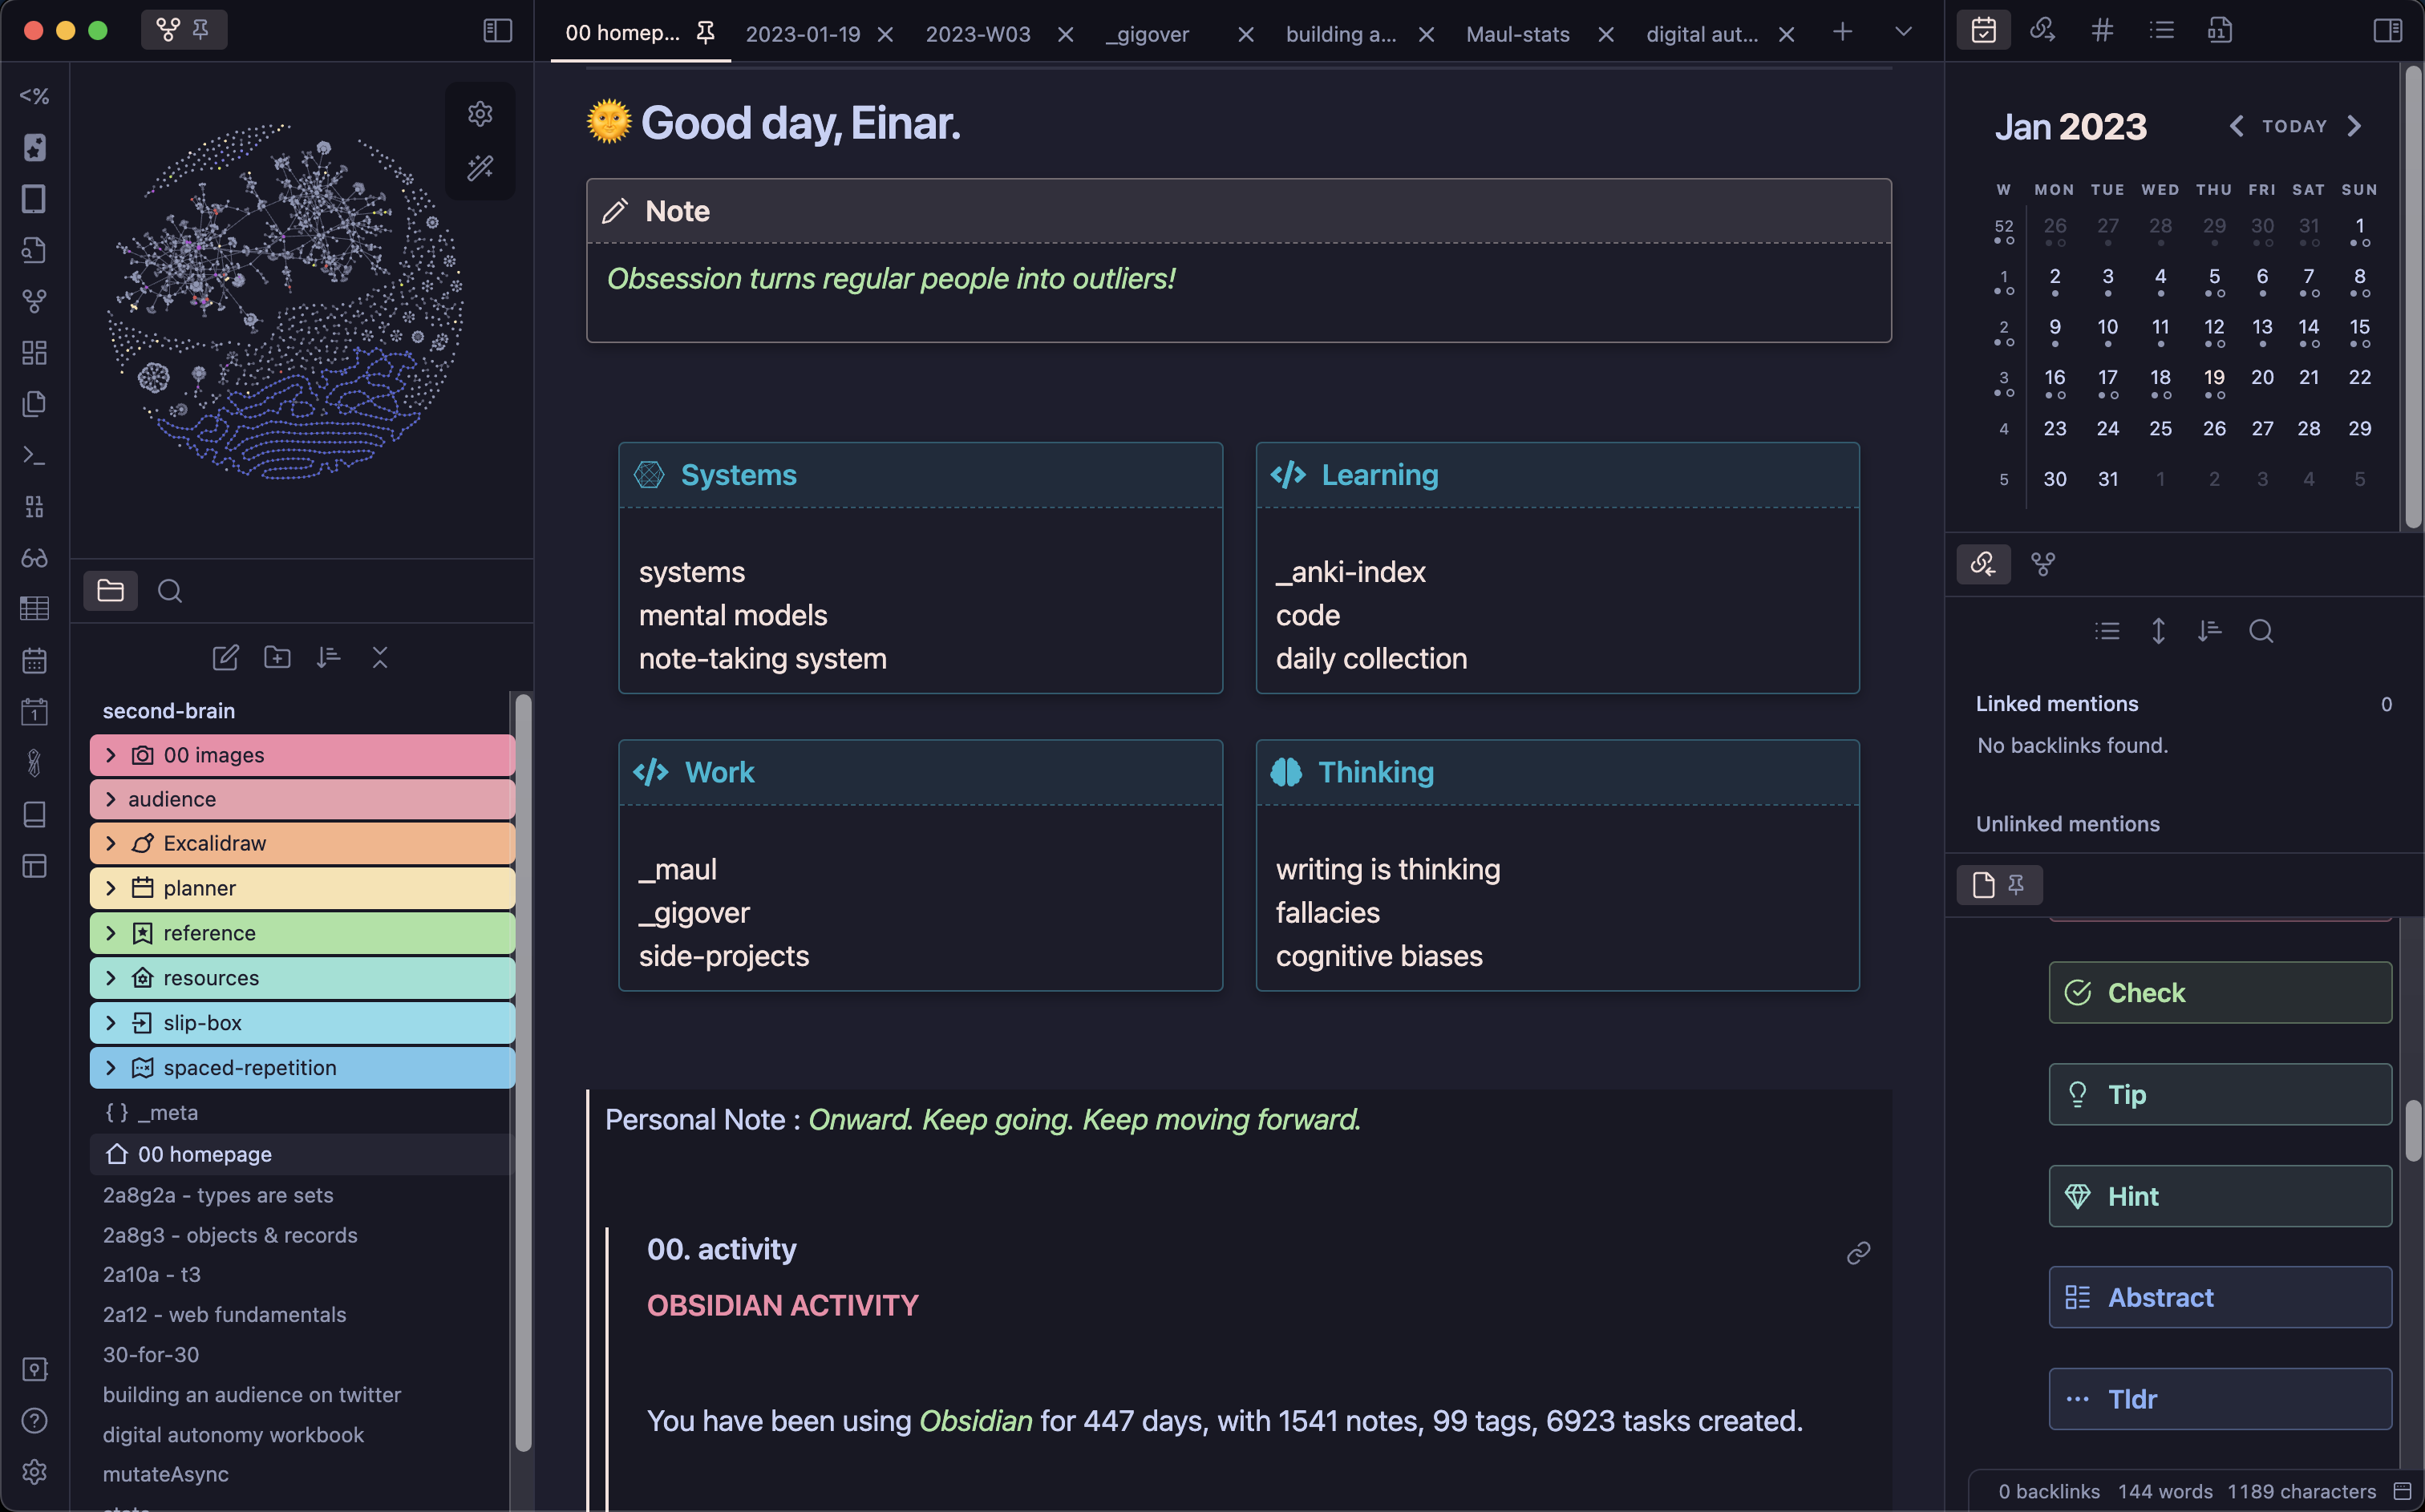 00 homep...
2023-01-19
2023-W03
_gigover
building a...
Maul-stats
digital aut...
<%
second-brain
00 images
audience
Excalidraw
planner
reference
resources
slip-box
spaced-repetition
{ } _meta
00 homepage
2a8g2a - types are sets
2a8g3 - objects & records
2a10a - t3
2a12 - web fundamentals
30-for-30
building an audience on twitter
digital autonomy workbook
mutateAsync
Good day, Einar.
Note
Obsession turns regular people into outliers!
Systems
systems
mental models
note-taking system
Learning
_anki-index
code
daily collection
Work
_maul
_gigover
side-projects
Thinking
writing is thinking
fallacies
cognitive biases
Personal Note : Onward. Keep going. Keep moving forward.
00. activity
OBSIDIAN ACTIVITY
You have been using Obsidian for 447 days, with 1541 notes, 99 tags, 6923 tasks created.
Jan 2023
TODAY
W MON TUE WED THU FRI SAT SUN
52 26 27 28 29 30 31 1
1 2 3 4 5 6 7 8
2 9 10 11 12 13 14 15
3 16 17 18 19 20 21 22
4 23 24 25 26 27 28 29
5 30 31 1 2 3 4 5
Linked mentions 0
No backlinks found.
Unlinked mentions
Check
Tip
Hint
Abstract
Tldr
0 backlinks 144 words 1189 characters